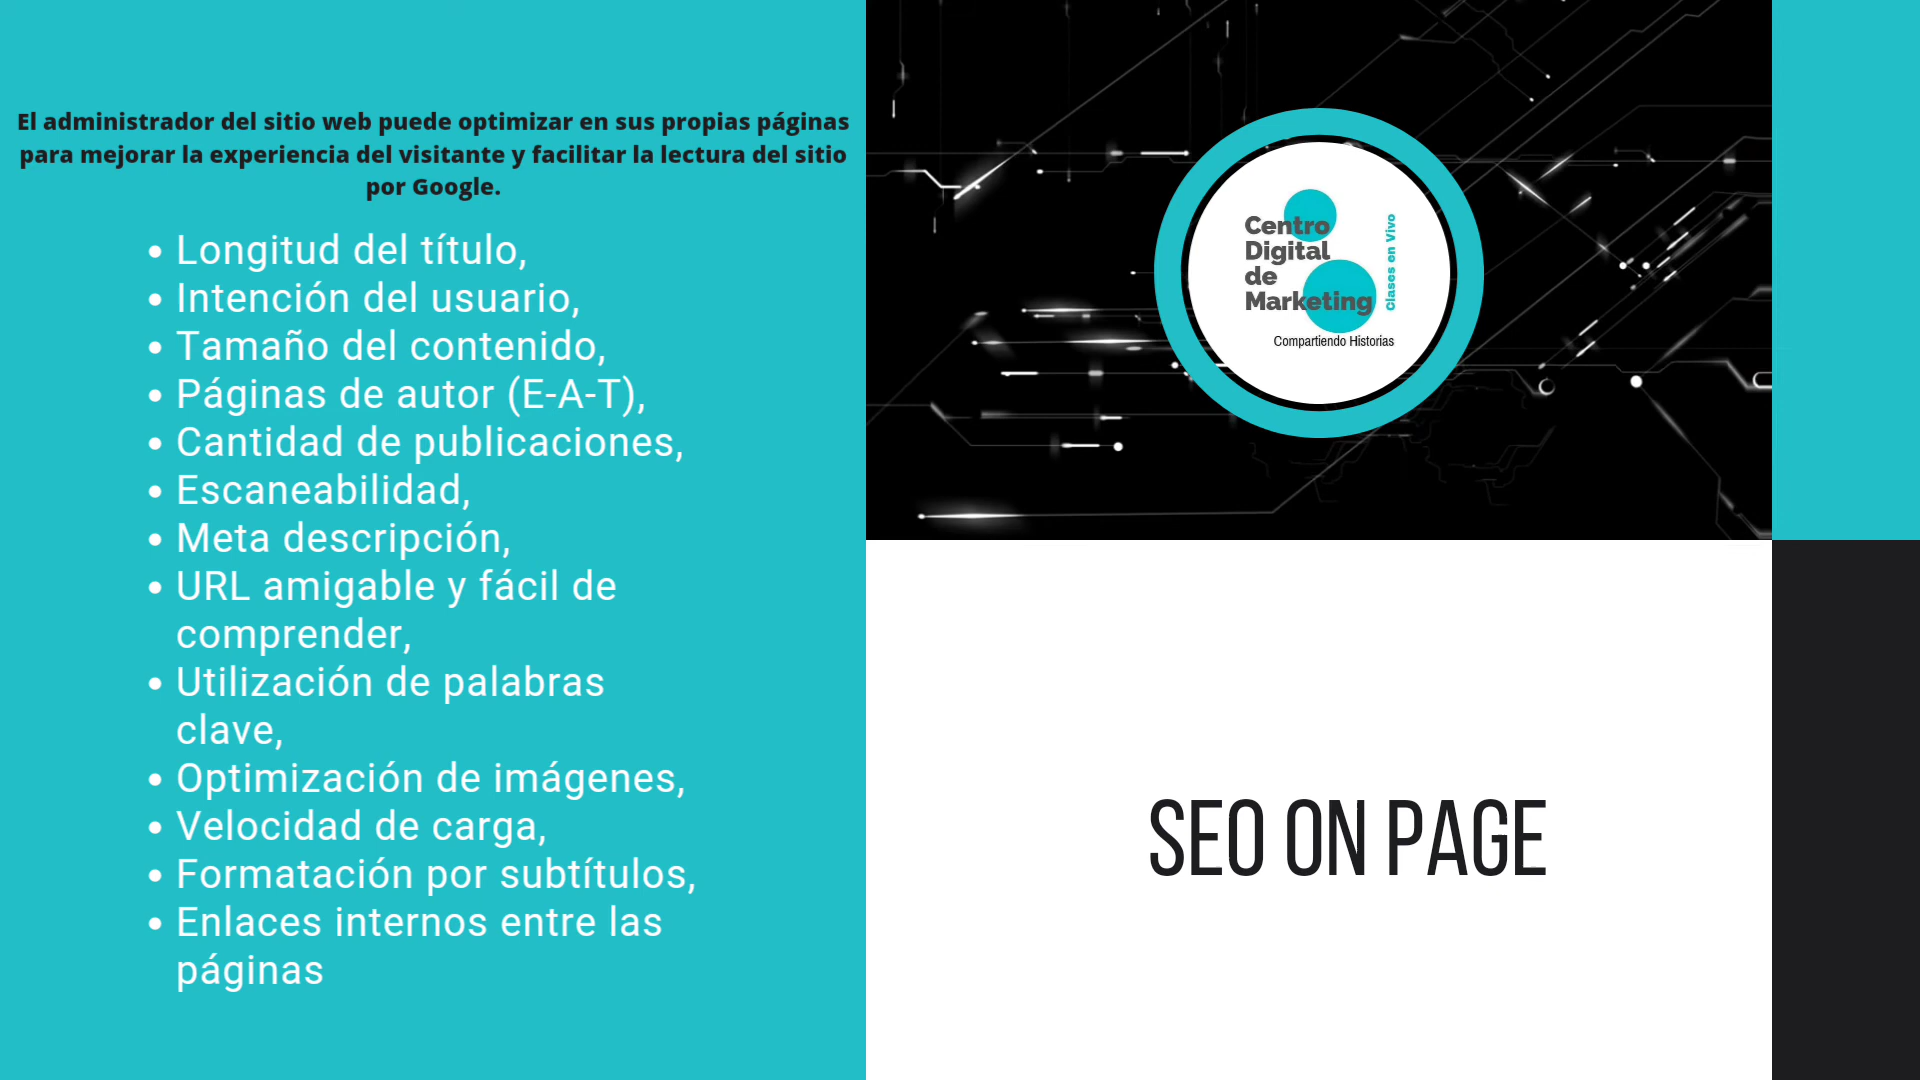 El administrador del sitio web puede optimizar en sus propias páginas
para mejorar la experiencia del visitante y facilitar la lectura del sitio
por Google.
• Longitud del título,
• Intención del usuario,
• Tamaño del contenido,
• Páginas de autor (E-A-T),
• Cantidad de publicaciones,
• Escaneabilidad,
• Meta descripción,
• URL amigable y fácil de
comprender,
• Utilización de palabras
clave,
• Optimización de imágenes,
• Velocidad de carga,
• Formatación por subtítulos,
• Enlaces internos entre las
páginas
Centro
Digital
de
Marketing
Clases en Vivo
Compartiendo Historias
SEO ON PAGE